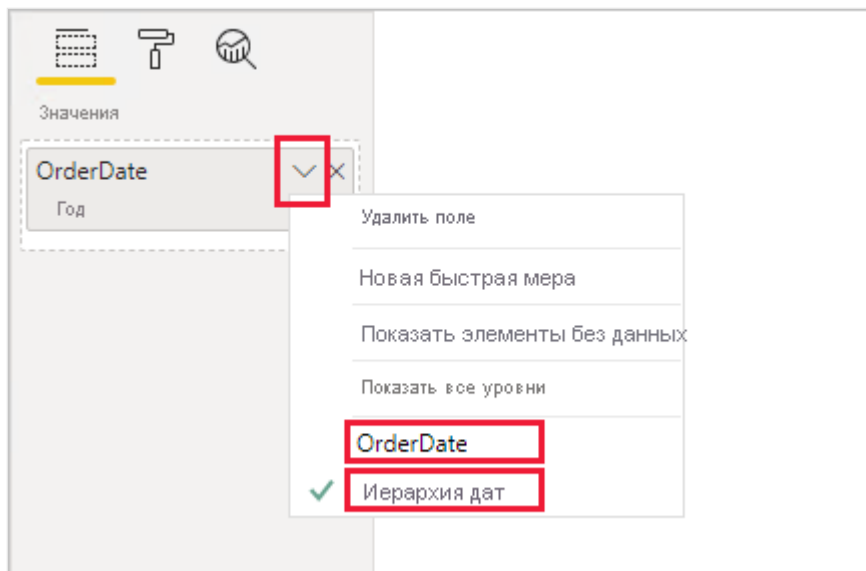 Значения
OrderDate
Год
Удалить поле
Новая быстрая мера
Показать элементы без данных
Показать все уровни
OrderDate
Иерархия дат